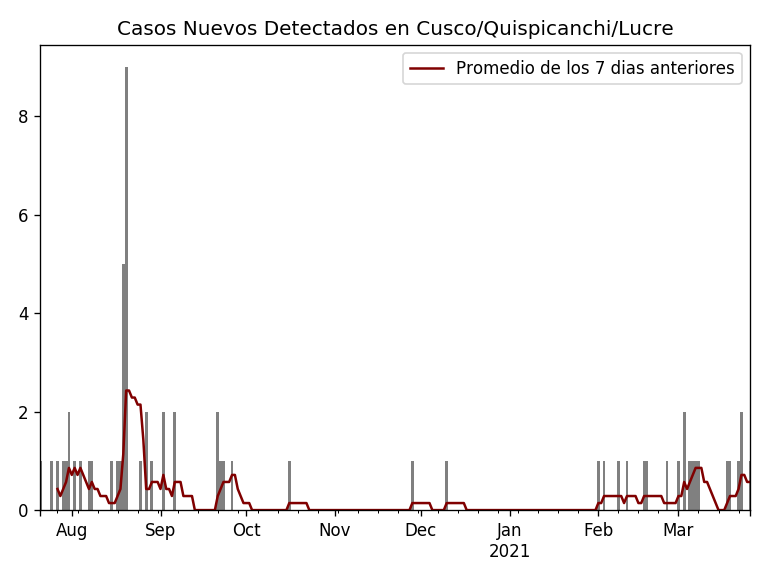 Casos Nuevos Detectados en Cusco/Quispicanchi/Lucre
Promedio de los 7 dias anteriores
8
6
4
2
0
Aug Sep Oct Nov Dec Jan Feb Mar
2021